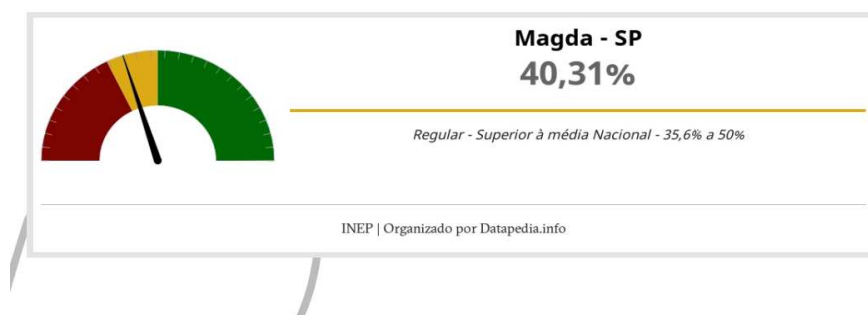 Magda - SP
40,31%
Regular - Superior à média Nacional - 35,6% a 50%
INEP | Organizado por Datapedia.info